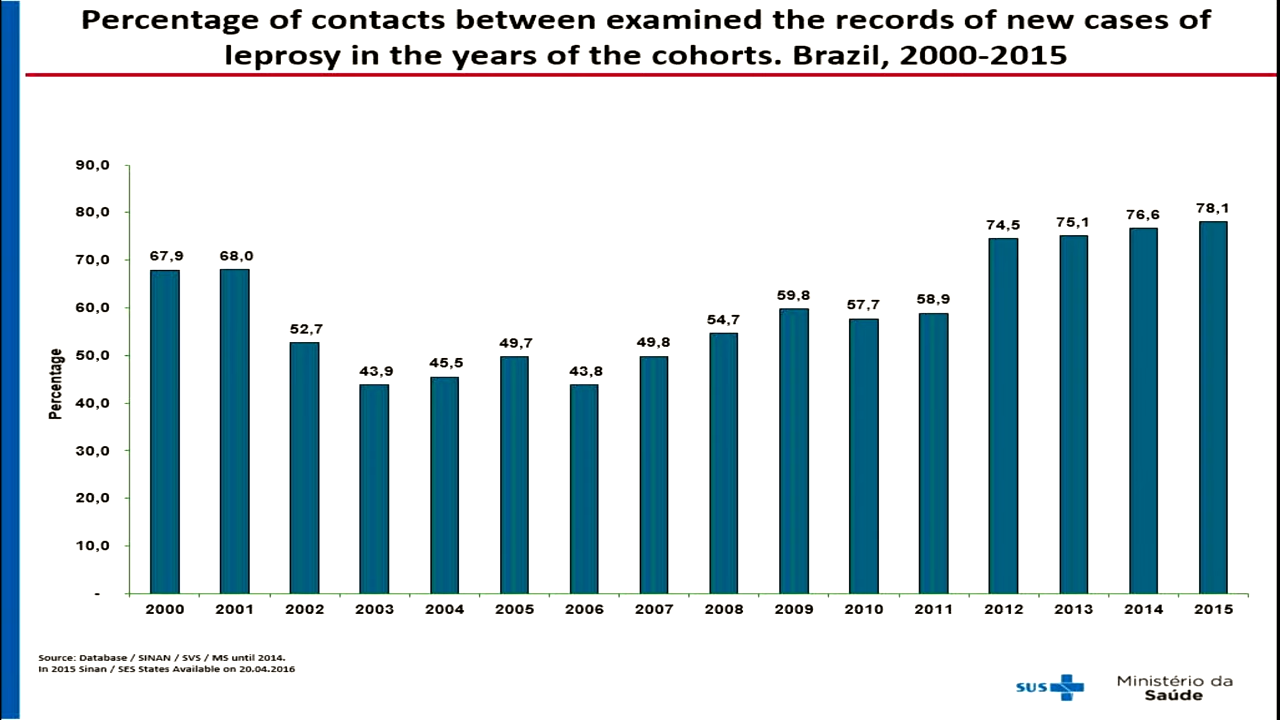 Percentage of contacts between examined the records of new cases of
leprosy in the years of the cohorts. Brazil, 2000-2015
90,0
80,0
70,0
60,0
50,0
40,0
30,0
20,0
10,0
-
Percentage
67,9
68,0
52,7
43,9
45,5
49,7
43,8
49,8
54,7
59,8
57,7
58,9
74,5
75,1
76,6
78,1
2000 2001 2002 2003 2004 2005 2006 2007 2008 2009 2010 2011 2012 2013 2014 2015
Source: Database / SINAN / SVS / MS until 2014.
In 2015 Sinan / SES States Available on 20.04.2016
SUS
Ministério da
Saúde